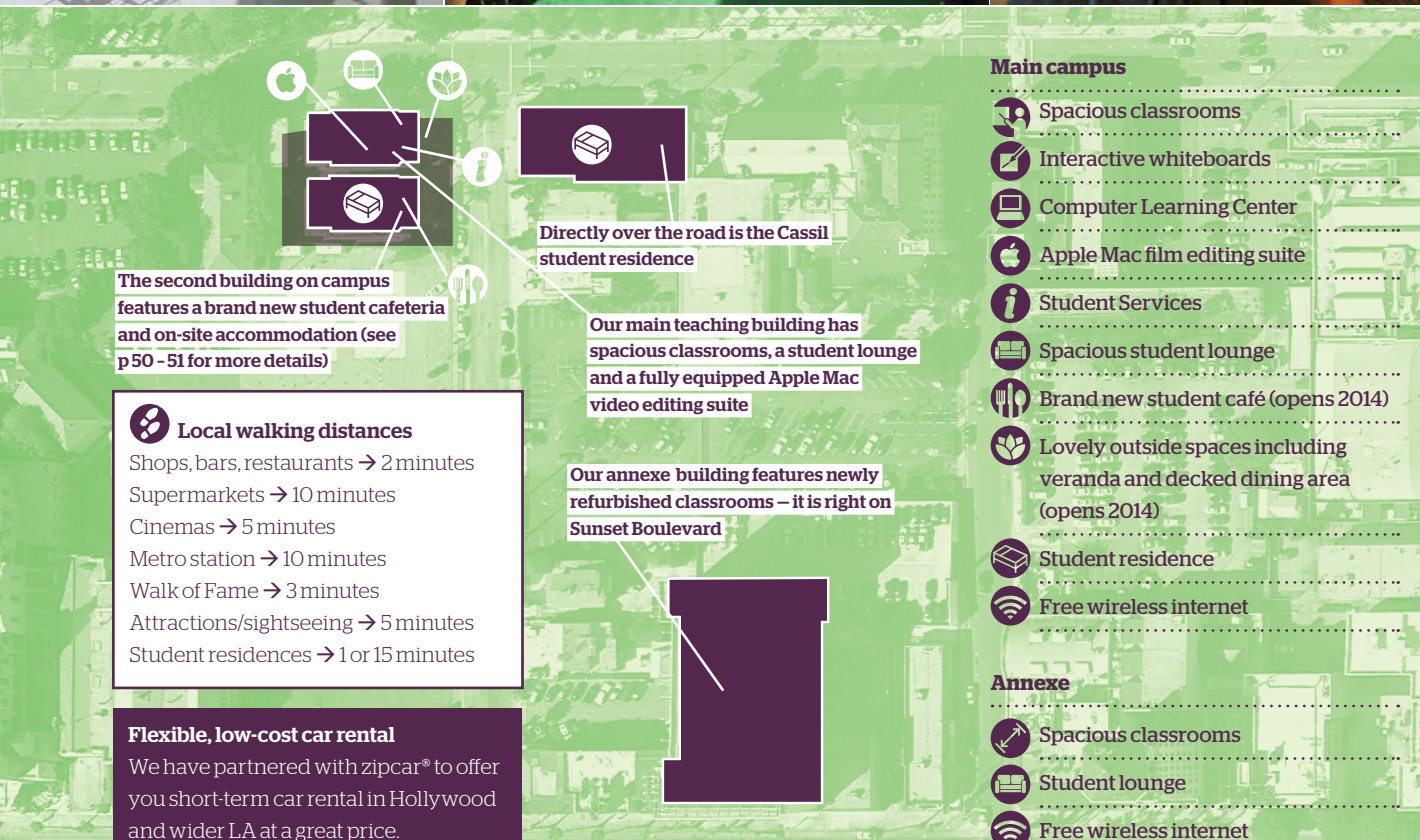 The second building on campus
features a brand new student cafeteria
and on-site accommodation (see
p 50 – 51 for more details)
Directly over the road is the Cassil
student residence
Our main teaching building has
spacious classrooms, a student lounge
and a fully equipped Apple Mac
video editing suite
Our annexe building features newly
refurbished classrooms — it is right on
Sunset Boulevard
Local walking distances
Shops, bars, restaurants → 2 minutes
Supermarkets → 10 minutes
Cinemas → 5 minutes
Metro station → 10 minutes
Walk of Fame → 3 minutes
Attractions/sightseeing → 5 minutes
Student residences → 1 or 15 minutes
Flexible, low-cost car rental
We have partnered with zipcar® to offer
you short-term car rental in Hollywood
and wider LA at a great price.
Main campus
Spacious classrooms
Interactive whiteboards
Computer Learning Center
Apple Mac film editing suite
Student Services
Spacious student lounge
Brand new student café (opens 2014)
Lovely outside spaces including
veranda and decked dining area
(opens 2014)
Student residence
Free wireless internet
Annexe
Spacious classrooms
Student lounge
Free wireless internet